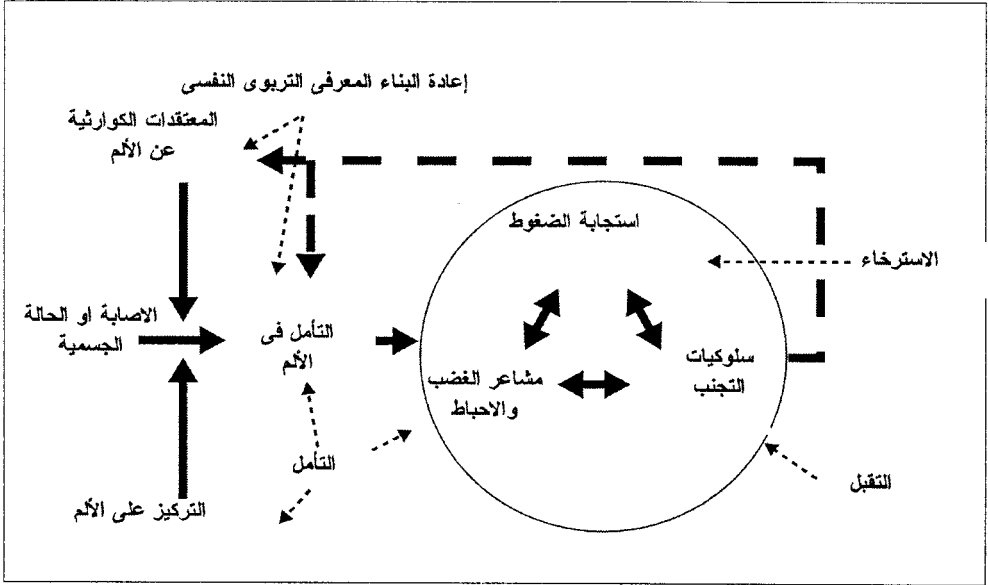 إعادة البناء المعرفى التربوى النفسى
المعتقدات الكوارثية
عن الألم
استجابة الضغوط
الاسترخاء
الاصابة او الحالة
الجسمية
التأمل فى
الألم
سلوكيات
التجنب
مشاعر الغضب
والاحباط
التأمل
التقبل
التركيز على الألم